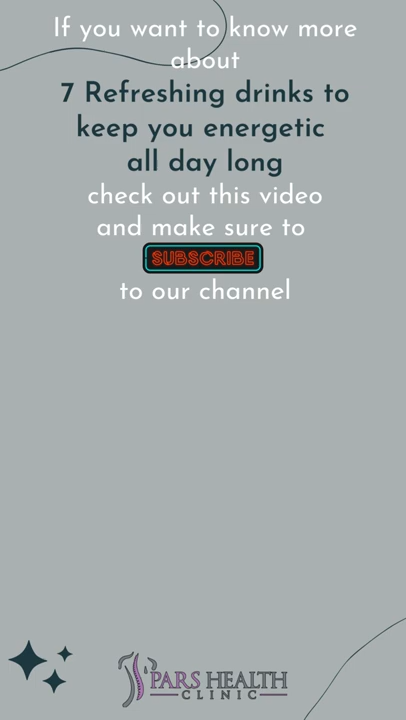 If you want to know more
about
7 Refreshing drinks to
keep you energetic
all day long
check out this video
and make sure to
SUBSCRIBE
to our channel
PARS HEALTH
CLINIC